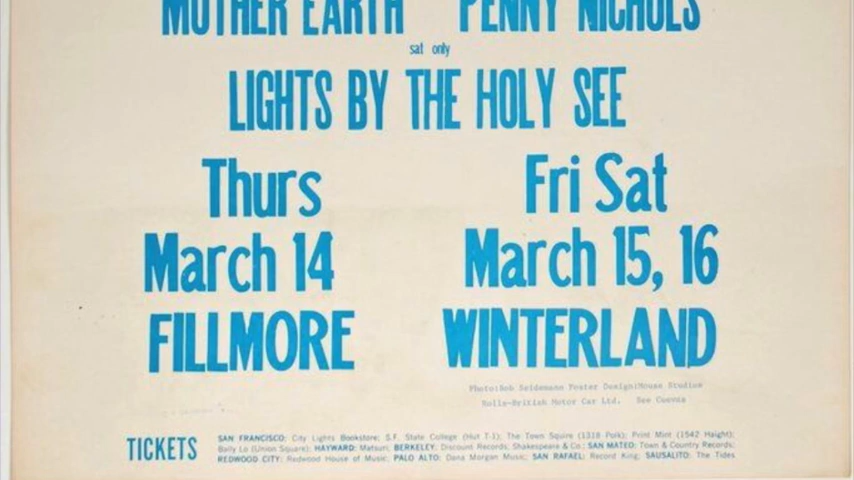 MOTHER EARTH PENNY NICHOLS
sat only
LIGHTS BY THE HOLY SEE
Thurs Fri Sat
March 14 March 15, 16
FILLMORE WINTERLAND
Photo:Bob Seidemann Poster Design:Mouse Studios
Rolls-British Motor Car Ltd. See Cuevos
TICKETS
SAN FRANCISCO: City Lights Bookstore; S.F. State College (Hut T-1); The Town Squire (1318 Polk); Print Mint (1542 Haight);
Bally Lo (Union Square); HAYWARD: Matsuri; BERKELEY: Discount Records, Shakespeare & Co.; SAN MATEO: Town & Country Records;
REDWOOD CITY: Redwood House of Music; PALO ALTO: Dana Morgan Music; SAN RAFAEL: Record King; SAUSALITO: The Tides